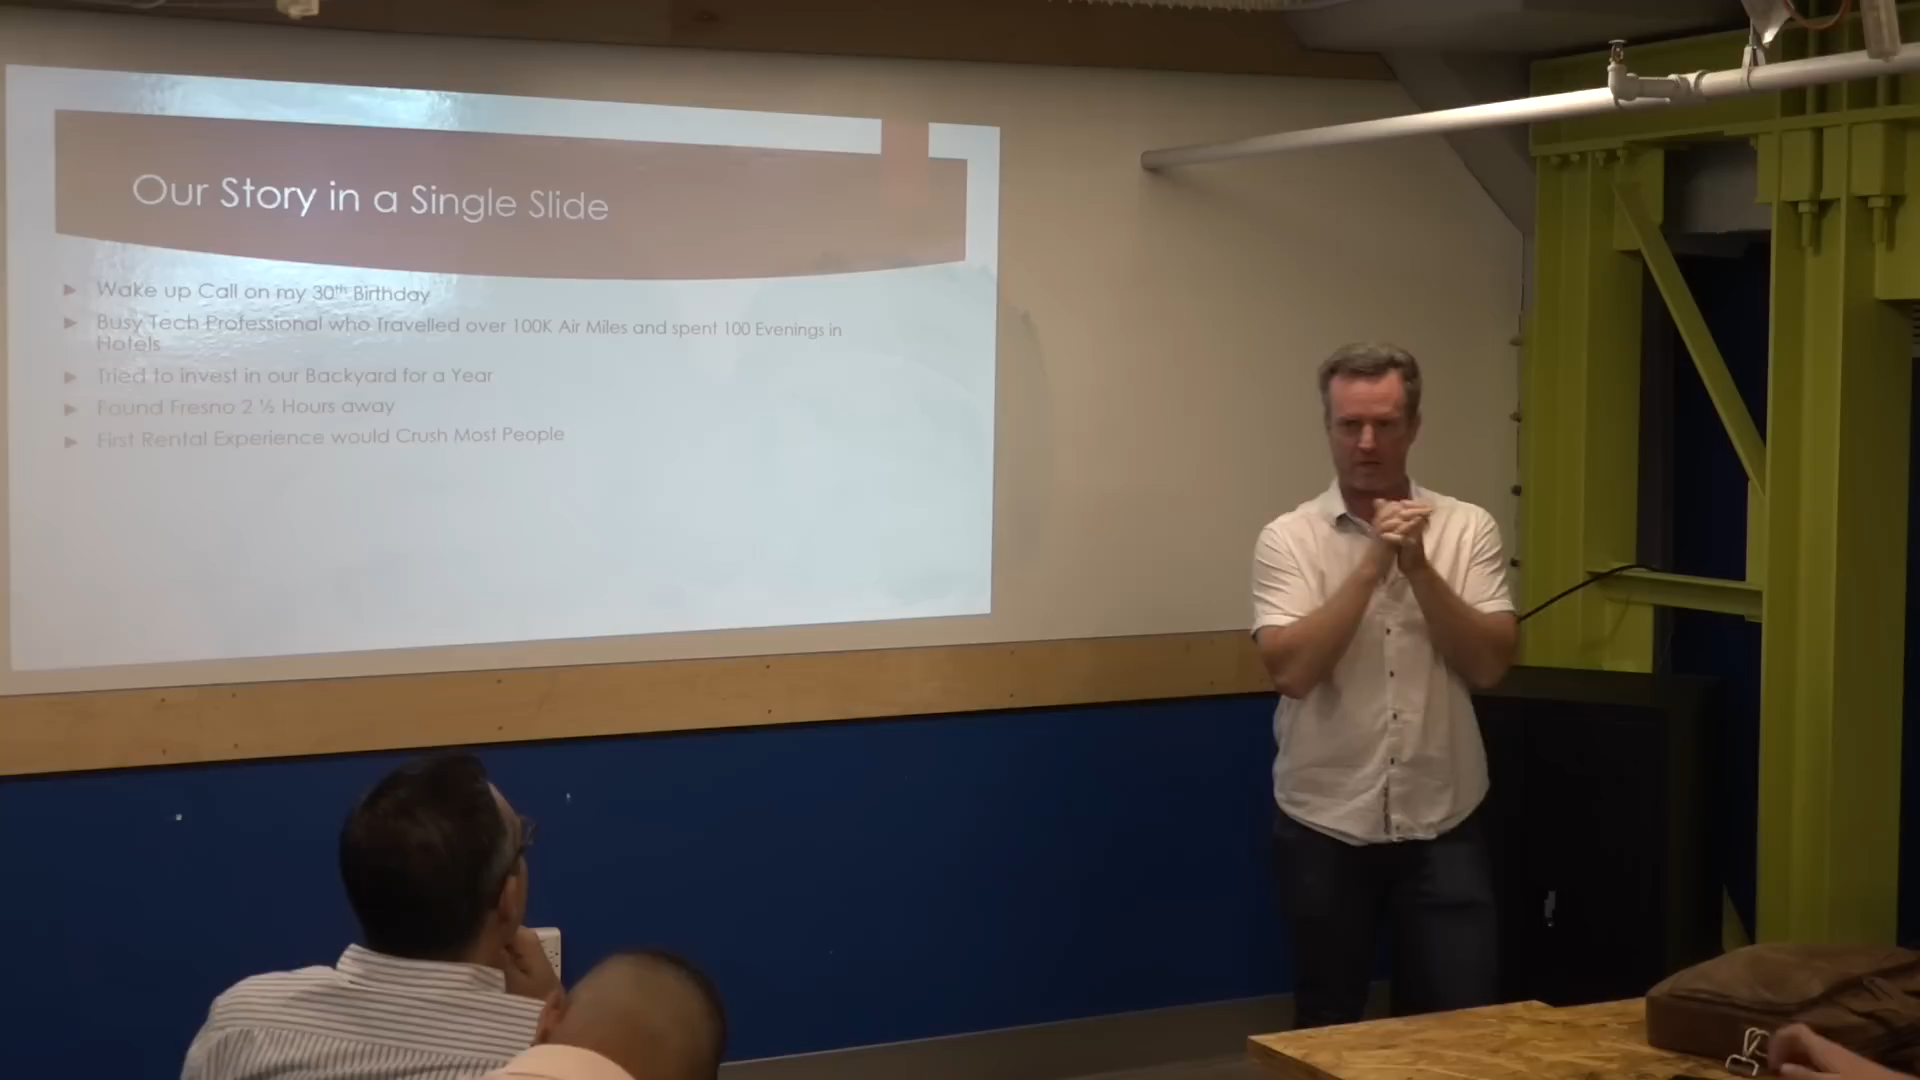 Our Story in a Single Slide
Wake up Call on my 30th Birthday
Busy Tech Professional who Travelled over 100K Air Miles and spent 100 Evenings in
Hotels
Tried to Invest in our Backyard for a Year
Found Fresno 2 ½ Hours away
First Rental Experience would Crush Most People